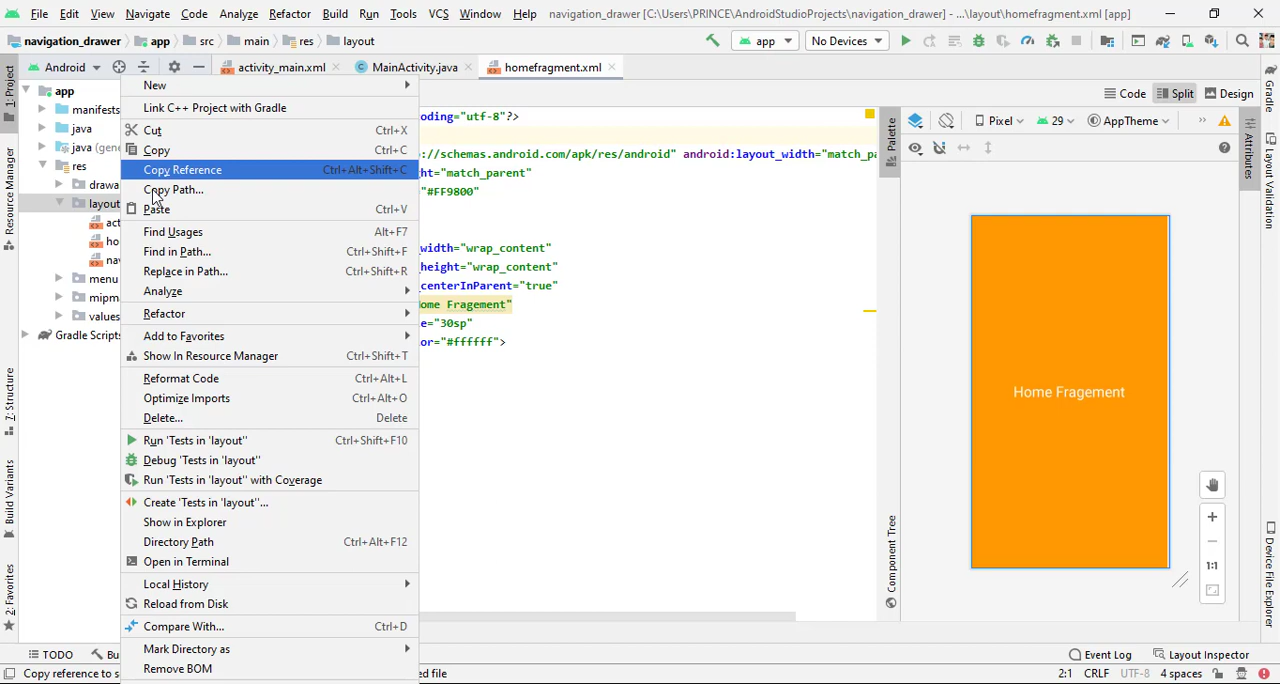 File Edit View Navigate Code Analyze Refactor Build Run Tools VCS Window Help navigation_drawer [C:\Users\PRINCE\AndroidStudioProjects\navigation_drawer] - ...\layout\homefragment.xml [app]
navigation_drawer app src main res layout app No Devices
1: Project Android activity_main.xml MainActivity.java homefragment.xml Gradle
app
manifests
java
java (gene
res
drawa
layout
act
ho
nav
menu
mipm
values
Gradle Scripts
Resource Manager
7: Structure
Build Variants
2: Favorites
New
Link C++ Project with Gradle
Cut Ctrl+X
Copy Ctrl+C
Copy Reference Ctrl+Alt+Shift+C
Copy Path...
Paste Ctrl+V
Find Usages Alt+F7
Find in Path... Ctrl+Shift+F
Replace in Path... Ctrl+Shift+R
Analyze
Refactor
Add to Favorites
Show In Resource Manager Ctrl+Shift+T
Reformat Code Ctrl+Alt+L
Optimize Imports Ctrl+Alt+O
Delete... Delete
Run 'Tests in 'layout'' Ctrl+Shift+F10
Debug 'Tests in 'layout''
Run 'Tests in 'layout'' with Coverage
Create 'Tests in 'layout''...
Show in Explorer
Directory Path Ctrl+Alt+F12
Open in Terminal
Local History
Reload from Disk
Compare With... Ctrl+D
Mark Directory as
Remove BOM
Code Split Design
oding="utf-8"?>
://schemas.android.com/apk/res/android" android:layout_width="match_pa
ht="match_parent"
"#FF9800"
_width="wrap_content"
_height="wrap_content"
_centerInParent="true"
ome Fragement"
e="30sp"
or="#ffffff">
Palette
Component Tree
Pixel 29 AppTheme
Home Fragement
1:1
Attributes
Layout Validation
Device File Explorer
TODO Bu Event Log Layout Inspector
Copy reference to s ed file 2:1 CRLF UTF-8 4 spaces